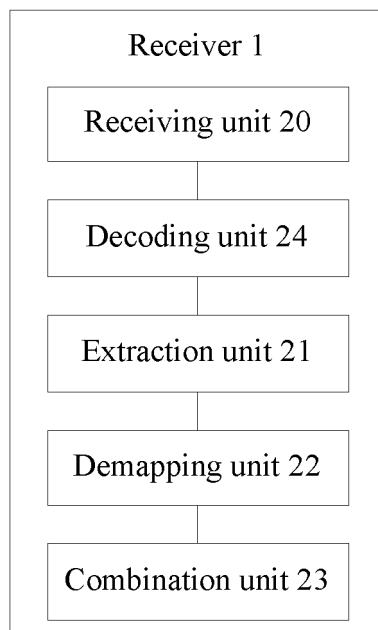 Receiver 1
Receiving unit 20
Decoding unit 24
Extraction unit 21
Demapping unit 22
Combination unit 23